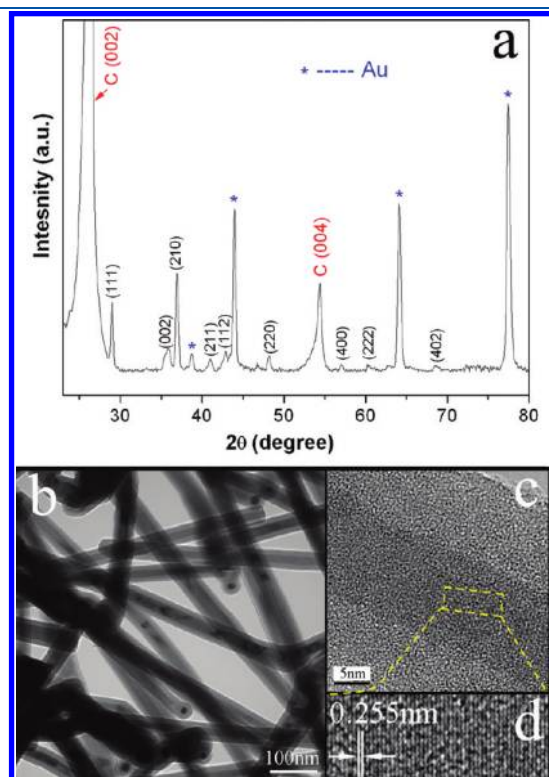 a
C (002)
* ----- Au
*
(111)
(002)
(210)
*
(211)
(112)
*
(220)
C (004)
(400)
(222)
*
(402)
*
Intesnity (a.u.)
30 40 50 60 70 80
2θ (degree)
b
100nm
c
5nm
0.255nm
d